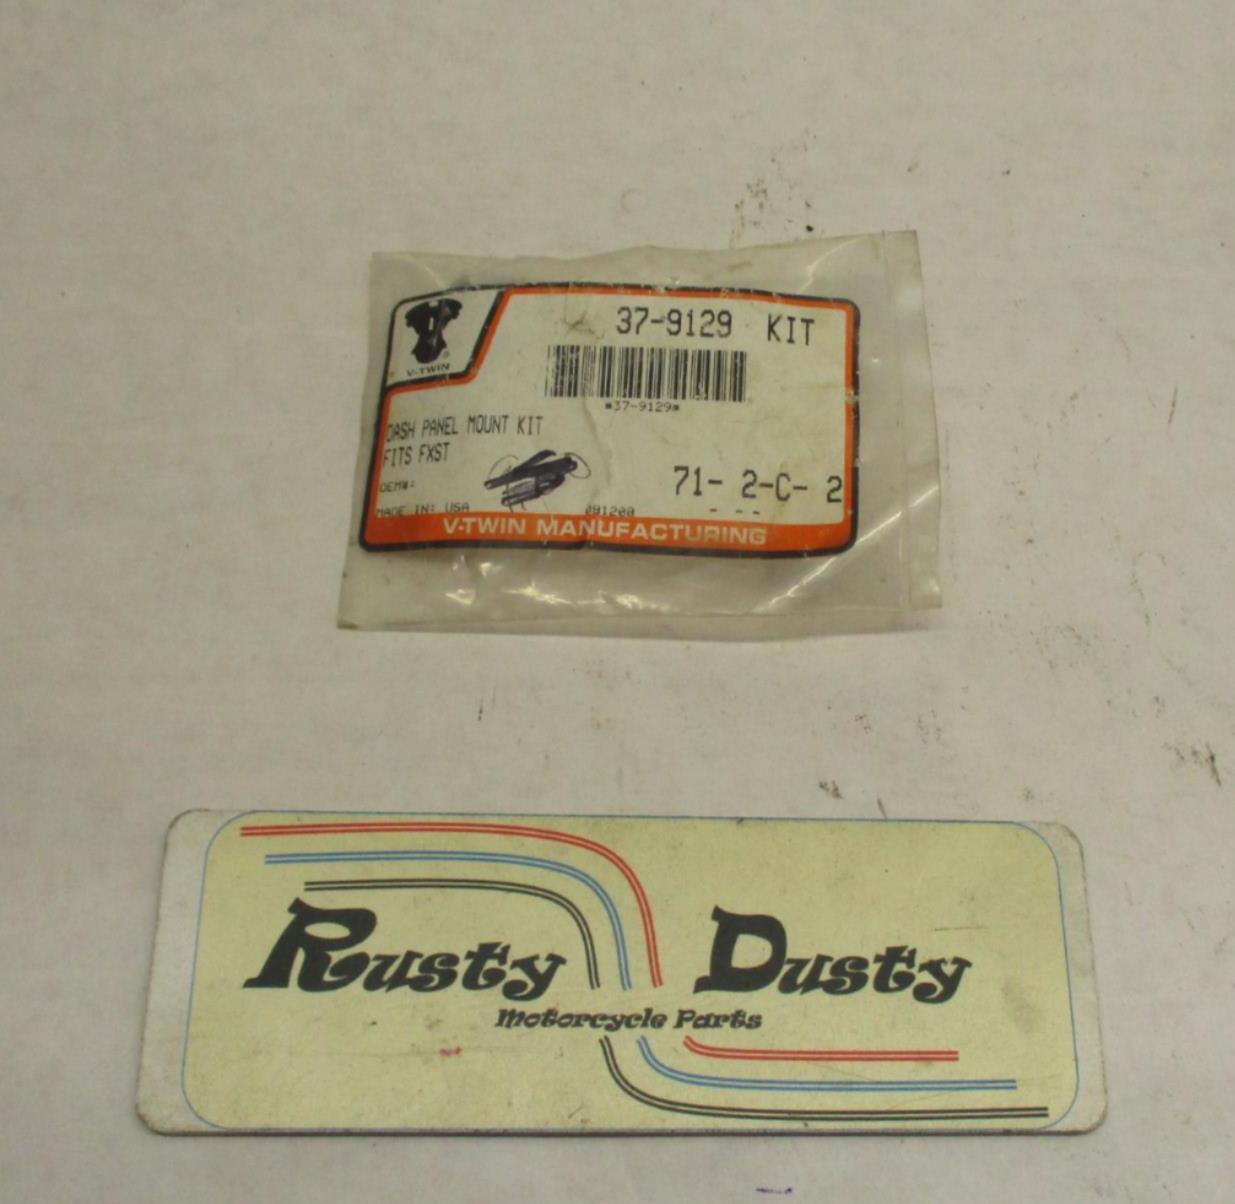 37-9129 KIT
V-TWIN
*37-9129*
DASH PANEL MOUNT KIT
FITS FXST
71- 2-C- 2
OEM#:
MADE IN: USA 091200
- - -
V-TWIN MANUFACTURING
Rusty Dusty
Motorcycle Parts